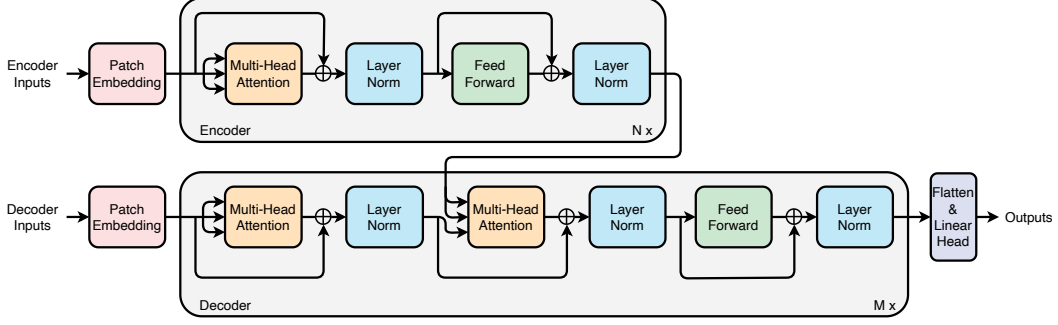 Encoder
Inputs
Patch
Embedding
Multi-Head
Attention
Layer
Norm
Feed
Forward
Layer
Norm
Encoder
N x
Decoder
Inputs
Patch
Embedding
Multi-Head
Attention
Layer
Norm
Multi-Head
Attention
Layer
Norm
Feed
Forward
Layer
Norm
Flatten
&
Linear
Head
Outputs
Decoder
M x